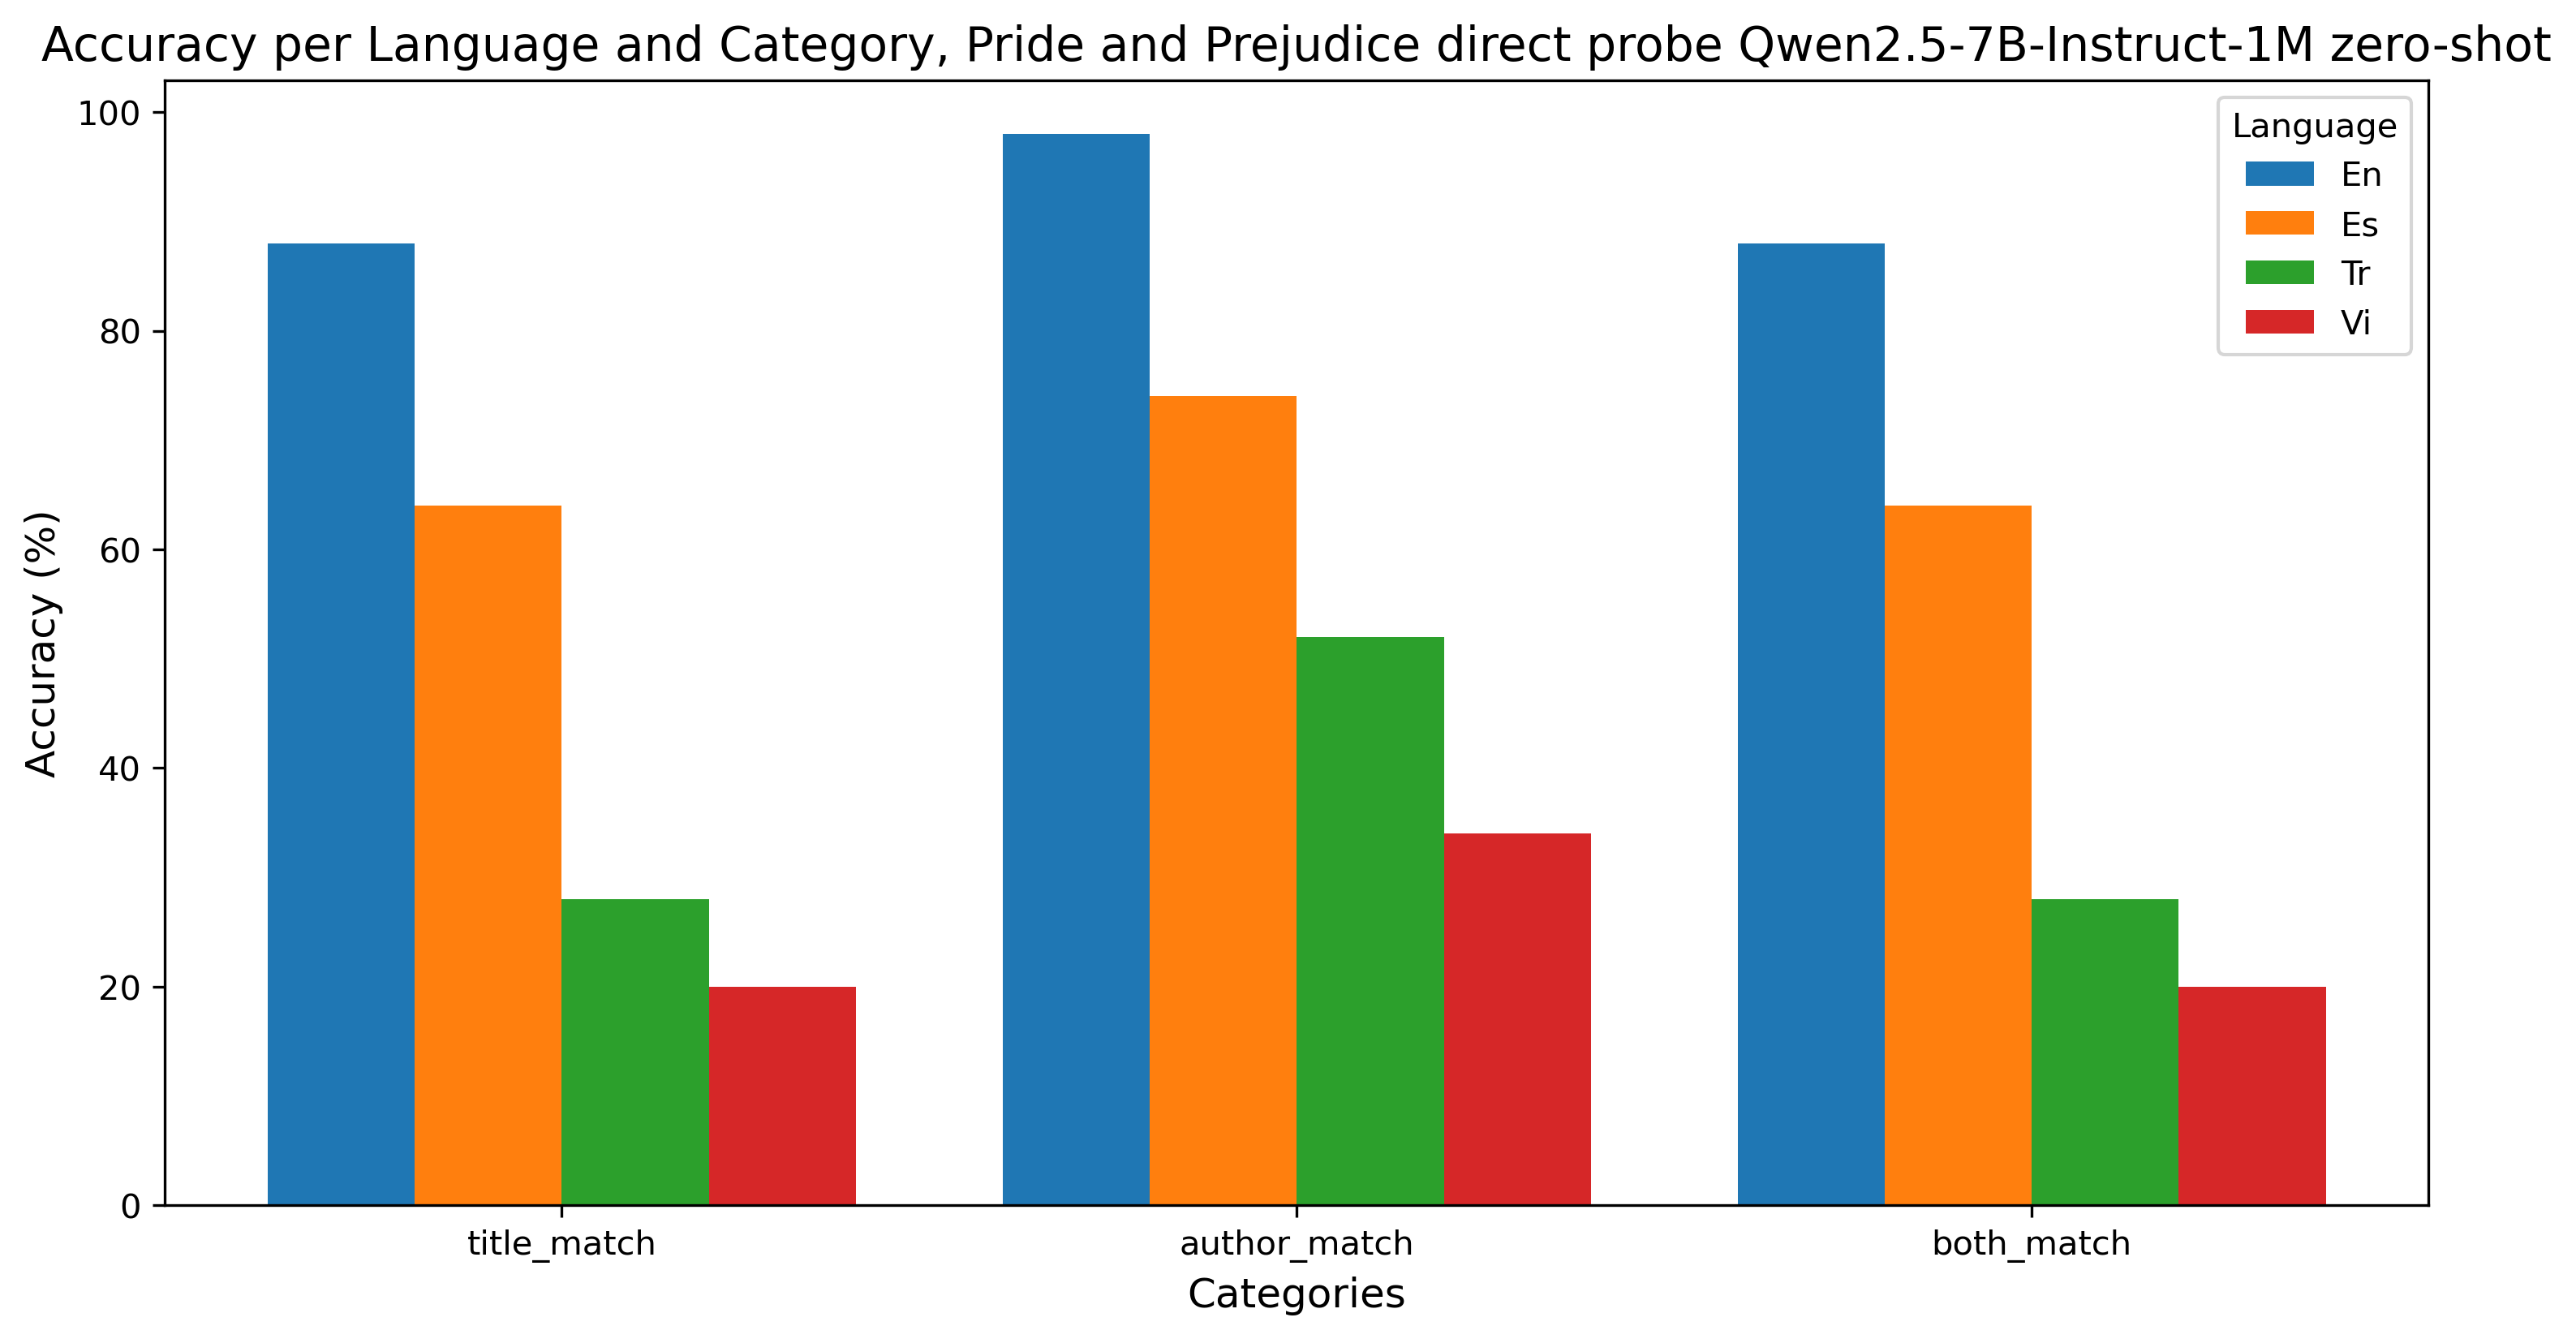 Accuracy per Language and Category, Pride and Prejudice direct probe Qwen2.5-7B-Instruct-1M zero-shot
Language
En
Es
Tr
Vi
Accuracy (%)
100
80
60
40
20
0
title_match
author_match
both_match
Categories